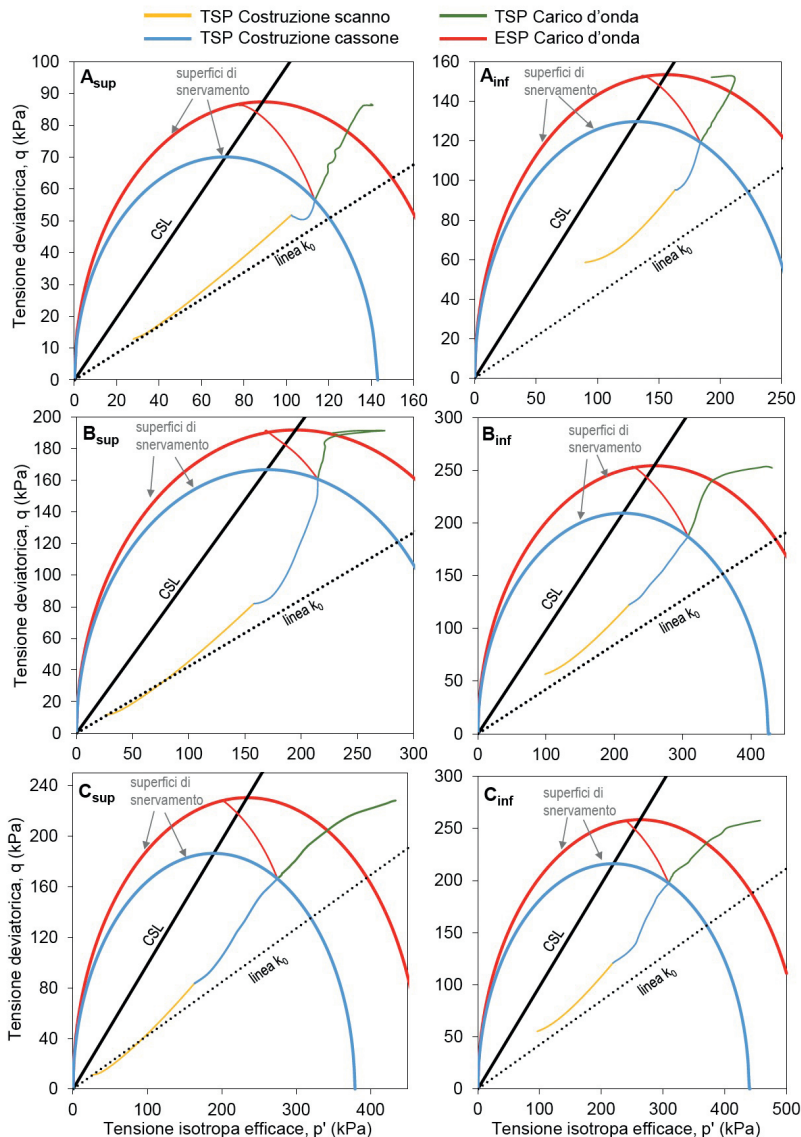 TSP Costruzione scanno
TSP Carico d'onda
TSP Costruzione cassone
ESP Carico d'onda
Tensione deviatorica, q (kPa)
100
90
80
70
60
50
40
30
20
10
0
A sup
superfici di
snervamento
CSL
linea k0
0 20 40 60 80 100 120 140 160
160
140
120
100
80
60
40
20
0
A inf
superfici di
snervamento
CSL
linea k0
0 50 100 150 200 250
Tensione deviatorica, q (kPa)
200
180
160
140
120
100
80
60
40
20
0
B sup
superfici di
snervamento
CSL
linea k0
0 50 100 150 200 250 300
300
250
200
150
100
50
0
B inf
superfici di
snervamento
CSL
linea k0
0 100 200 300 400
Tensione deviatorica, q (kPa)
240
200
160
120
80
40
0
C sup
superfici di
snervamento
CSL
linea k0
0 100 200 300 400
Tensione isotropa efficace, p' (kPa)
300
250
200
150
100
50
0
C inf
superfici di
snervamento
CSL
linea k0
0 100 200 300 400 500
Tensione isotropa efficace, p' (kPa)